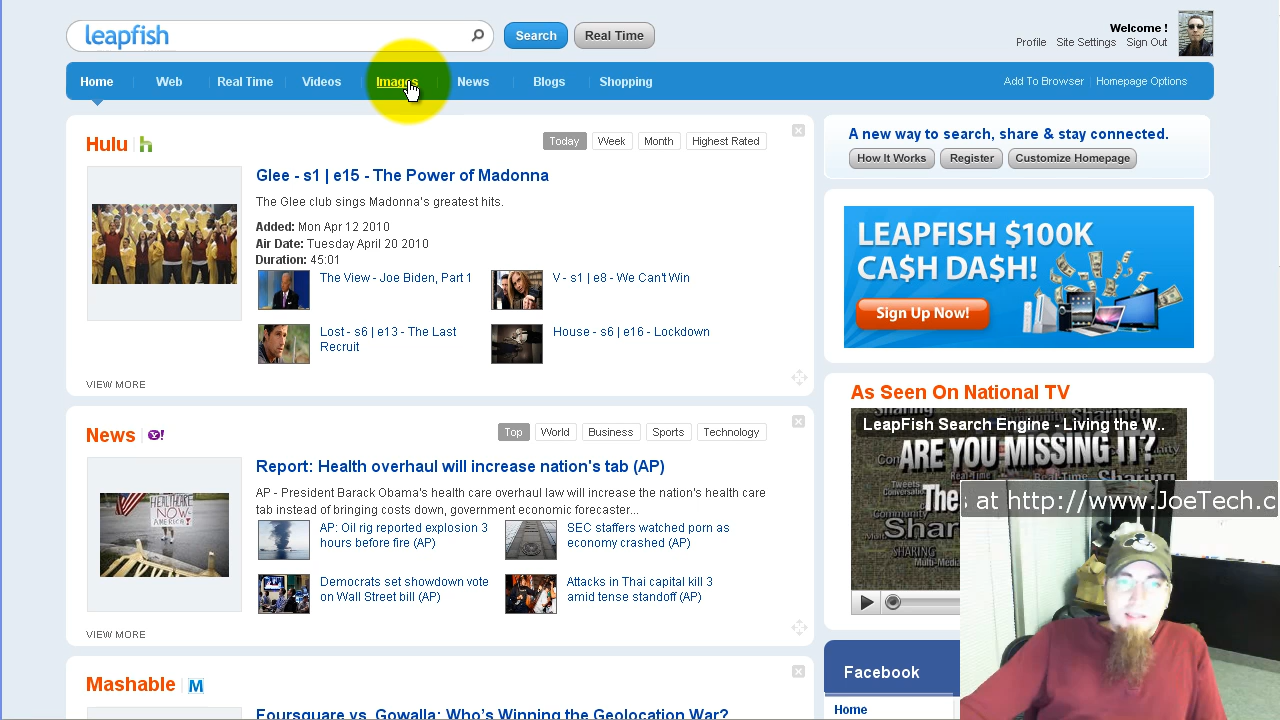 leapfish
Search
Real Time
Welcome !
Profile Site Settings Sign Out
Home Web Real Time Videos Images News Blogs Shopping
Add To Browser Homepage Options
Hulu h
Today Week Month Highest Rated
Glee - s1 | e15 - The Power of Madonna
The Glee club sings Madonna's greatest hits.
Added: Mon Apr 12 2010
Air Date: Tuesday April 20 2010
Duration: 45:01
The View - Joe Biden, Part 1
V - s1 | e8 - We Can't Win
Lost - s6 | e13 - The Last
Recruit
House - s6 | e16 - Lockdown
VIEW MORE
A new way to search, share & stay connected.
How It Works Register Customize Homepage
LEAPFISH $100K
CA$H DA$H!
Sign Up Now!
As Seen On National TV
LeapFish Search Engine - Living the W..
ARE YOU MISSING IT?
s at http://www.JoeTech.c
News Y!
Top World Business Sports Technology
Report: Health overhaul will increase nation's tab (AP)
AP - President Barack Obama's health care overhaul law will increase the nation's health care
tab instead of bringing costs down, government economic forecaster...
HEALTHCARE
NOW
AMERICA!
AP: Oil rig reported explosion 3
hours before fire (AP)
SEC staffers watched porn as
economy crashed (AP)
Democrats set showdown vote
on Wall Street bill (AP)
Attacks in Thai capital kill 3
amid tense standoff (AP)
VIEW MORE
Mashable M
Foursquare vs. Gowalla: Who's Winning the Geolocation War?
Facebook
Home